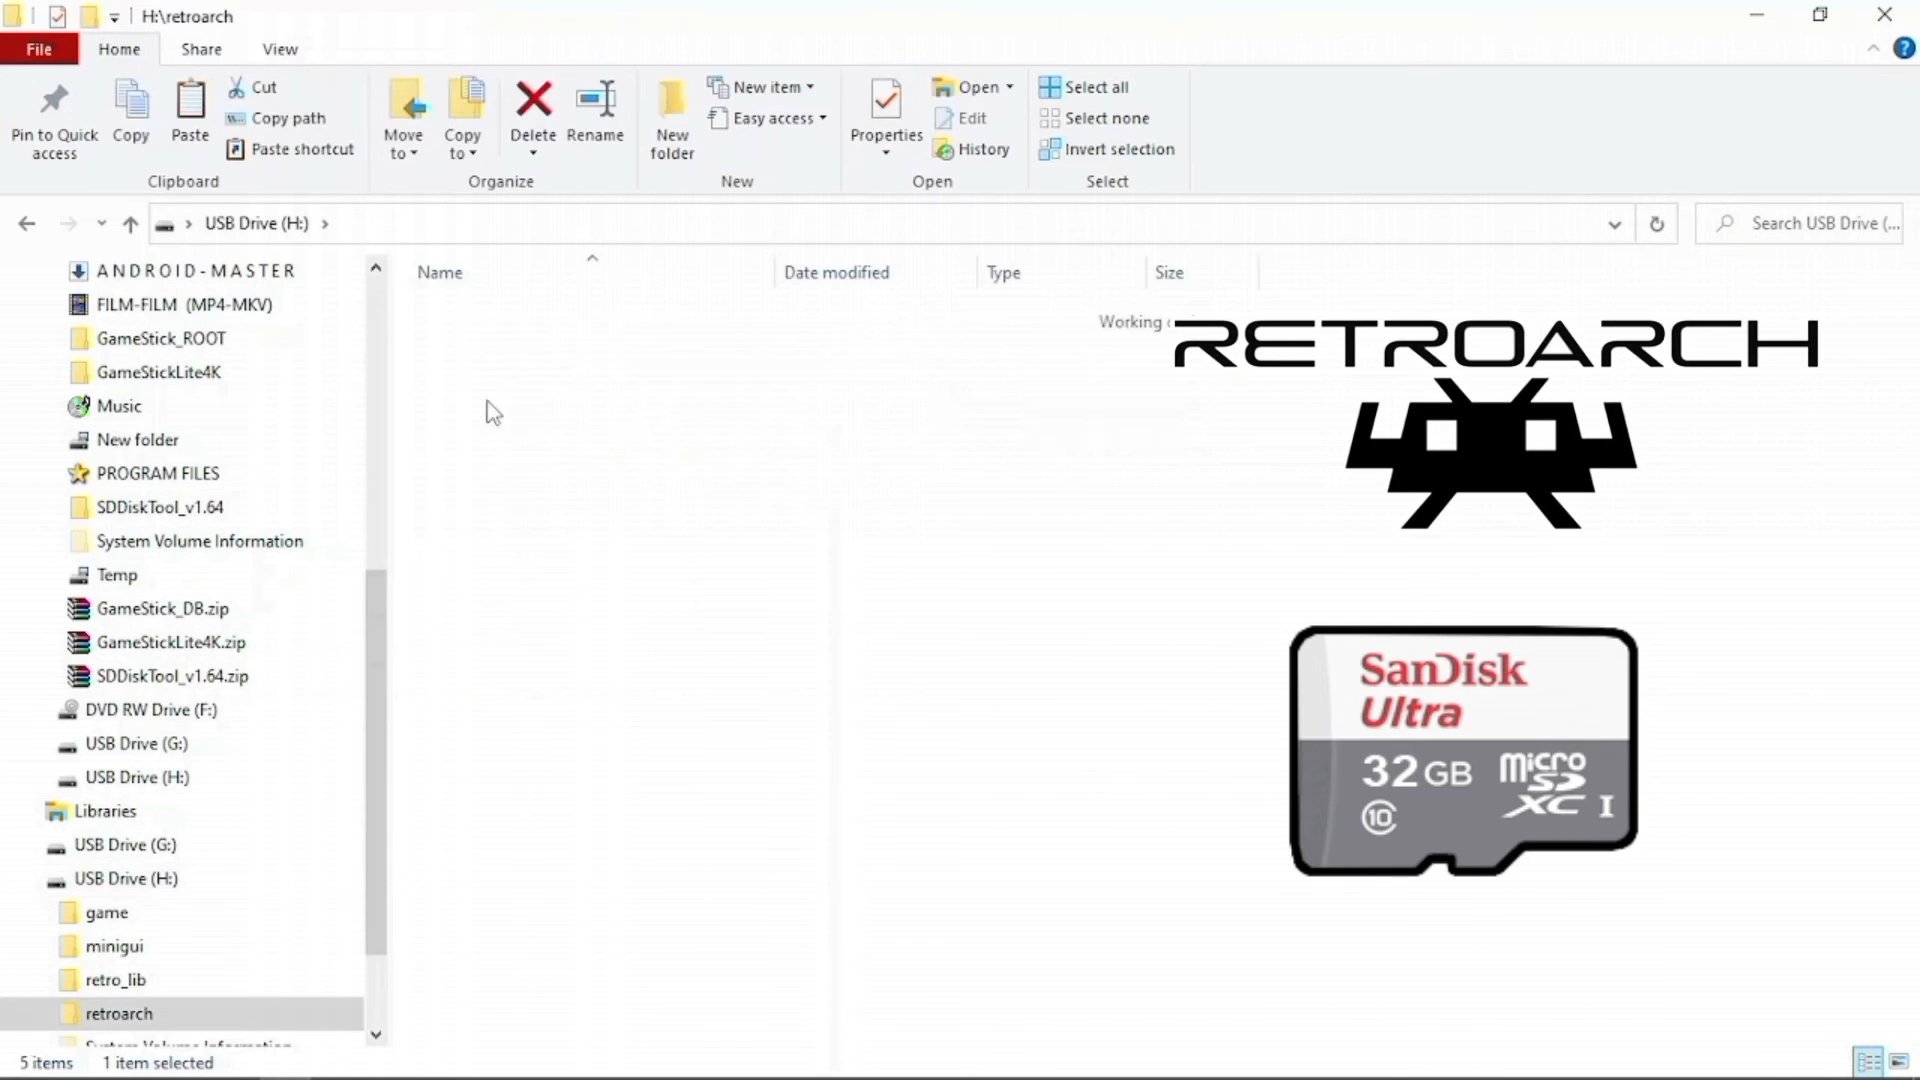 H:\retroarch
File
Home
Share
View
Pin to Quick access
Copy
Paste
Cut
Copy path
Paste shortcut
Clipboard
Move to
Copy to
Delete
Rename
Organize
New folder
New item
Easy access
New
Properties
Open
Edit
History
Open
Select all
Select none
Invert selection
Select
USB Drive (H:)
Search USB Drive (...
Name
Date modified
Type
Size
Working
ANDROID-MASTER
FILM-FILM (MP4-MKV)
GameStick_ROOT
GameStickLite4K
Music
New folder
PROGRAM FILES
SDDiskTool_v1.64
System Volume Information
Temp
GameStick_DB.zip
GameStickLite4K.zip
SDDiskTool_v1.64.zip
DVD RW Drive (F:)
USB Drive (G:)
USB Drive (H:)
Libraries
USB Drive (G:)
USB Drive (H:)
game
minigui
retro_lib
retroarch
System Volume Information
5 items
1 item selected
RETROARCH
SanDisk
Ultra
32GB
micro
SD
XC I
10